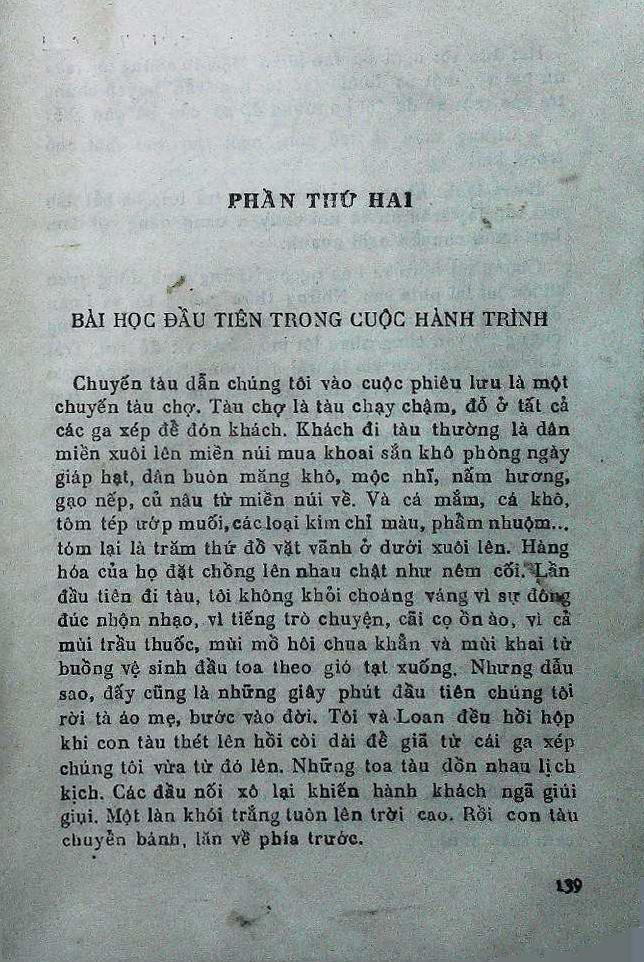 PHẦN THỨ HAI
BÀI HỌC ĐẦU TIÊN TRONG CUỘC HÀNH TRÌNH
Chuyến tàu dẫn chúng tôi vào cuộc phiêu lưu là một
chuyến tàu chợ. Tàu chợ là tàu chạy chậm, đỗ ở tất cả
các ga xép để đón khách. Khách đi tàu thường là dân
miền xuôi lên miền núi mua khoai sắn khô phòng ngày
giáp hạt, dân buôn măng khô, mộc nhĩ, nấm hương,
gạo nếp, củ nâu từ miền núi về. Và cá mắm, cá khô,
tôm tép ướp muối, các loại kim chỉ màu, phẩm nhuộm...
tóm lại là trăm thứ đồ vặt vãnh ở dưới xuôi lên. Hàng
hóa của họ đặt chồng lên nhau chật như nêm cối. Lần
đầu tiên đi tàu, tôi không khỏi choáng váng vì sự đông
đúc nhộn nhạo, vì tiếng trò chuyện, cãi cọ ồn ào, vì cả
mùi trầu thuốc, mùi mồ hôi chua khẳn và mùi khai từ
buồng vệ sinh đầu toa theo gió tạt xuống. Nhưng dẫu
sao, đấy cũng là những giây phút đầu tiên chúng tôi
rời tà áo mẹ, bước vào đời. Tôi và Loan đều hồi hộp
khi con tàu thét lên hồi còi dài để giã từ cái ga xép
chúng tôi vừa từ đó lên. Những toa tàu dồn nhau lịch
kịch. Các đầu nối xô lại khiến hành khách ngã giúi
giụi. Một làn khói trắng tuôn lên trời cao. Rồi con tàu
chuyển bánh, lăn về phía trước.
139